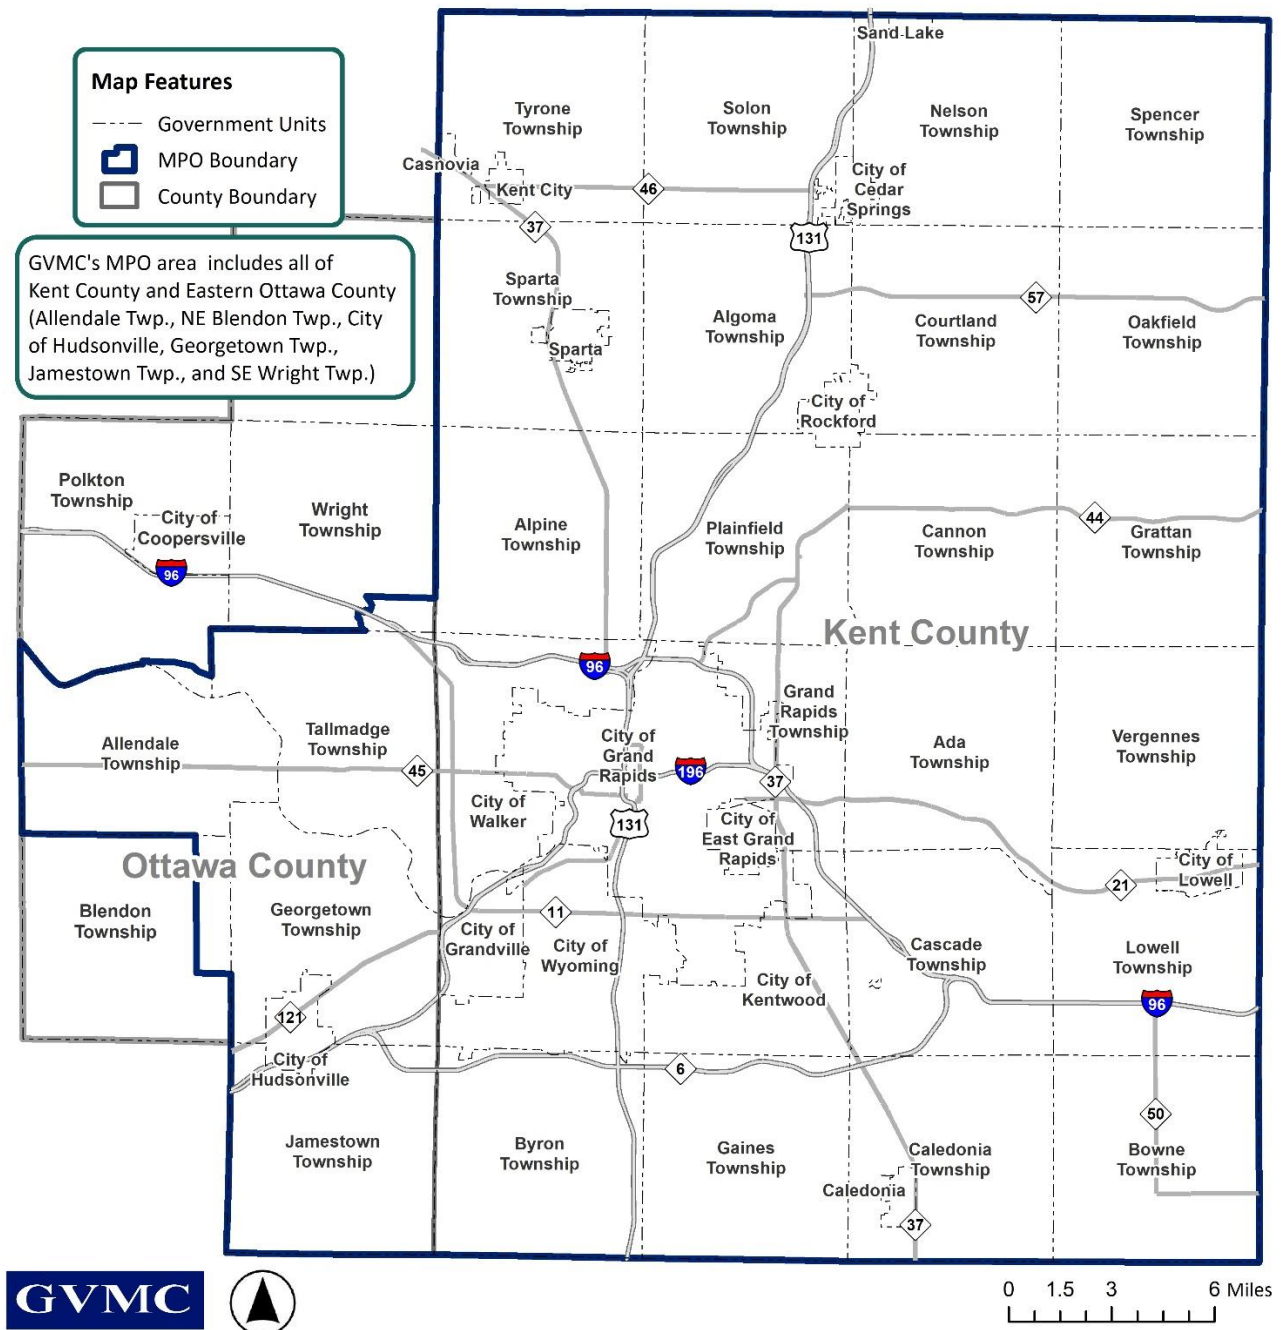 Sand Lake
Map Features
Government Units
MPO Boundary
County Boundary
GVMC's MPO area includes all of
Kent County and Eastern Ottawa County
(Allendale Twp., NE Blendon Twp., City
of Hudsonville, Georgetown Twp.,
Jamestown Twp., and SE Wright Twp.)
Tyrone
Township
Solon
Township
Nelson
Township
Spencer
Township
Casnovia
Kent City
46
City of
Cedar
Springs
37
131
Sparta
Township
Sparta
Algoma
Township
57
Courtland
Township
Oakfield
Township
City of
Rockford
Polkton
Township
City of
Coopersville
96
Wright
Township
Alpine
Township
Plainfield
Township
Cannon
Township
44
Grattan
Township
Kent County
96
Grand
Rapids
Township
Allendale
Township
Tallmadge
Township
45
City of
Grand
Rapids
196
37
Ada
Township
Vergennes
Township
City of
Walker
131
City of
East Grand
Rapids
Ottawa County
City of
Lowell
21
Blendon
Township
Georgetown
Township
City of
Grandville
11
City of
Wyoming
City of
Kentwood
Cascade
Township
Lowell
Township
96
121
City of
Hudsonville
6
50
Jamestown
Township
Byron
Township
Gaines
Township
Caledonia
Township
Bowne
Township
Caledonia
37
GVMC
0 1.5 3 6 Miles